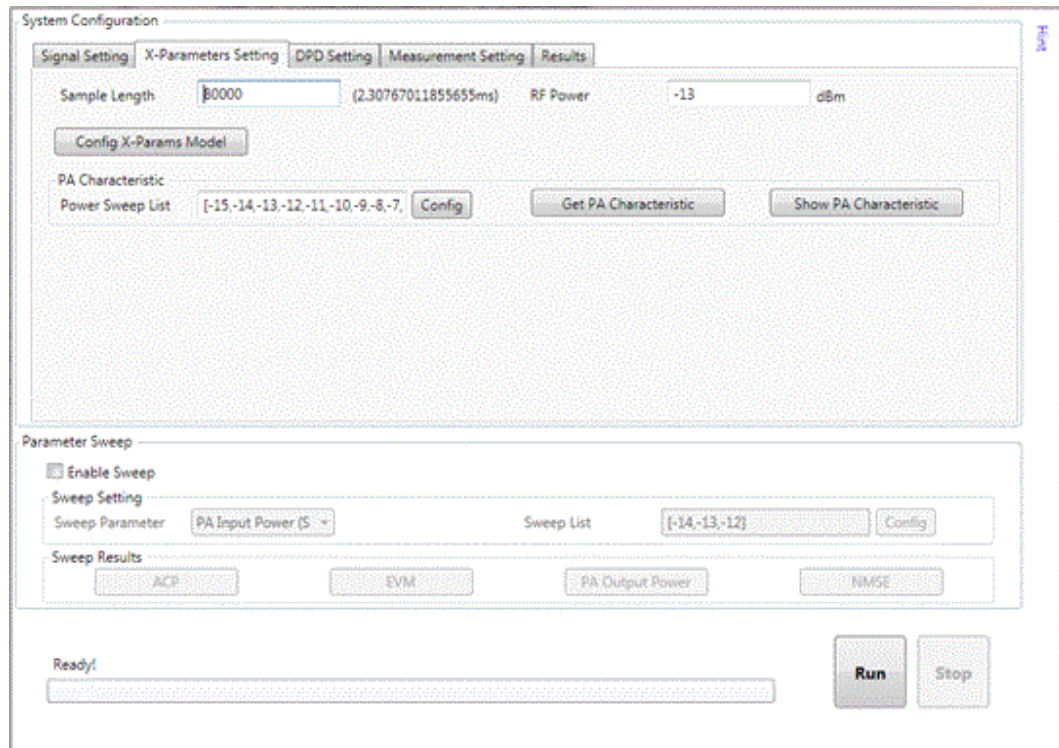 System Configuration
Hint
Signal Setting X-Parameters Setting DPD Setting Measurement Setting Results
Sample Length 80000 (2.30767011855655ms) RF Power -13 dBm
Config X-Params Model
PA Characteristic
Power Sweep List [-15,-14,-13,-12,-11,-10,-9,-8,-7, Config Get PA Characteristic Show PA Characteristic
Parameter Sweep
Enable Sweep
Sweep Setting
Sweep Parameter PA Input Power (S Sweep List [-14,-13,-12] Config
Sweep Results
ACP EVM PA Output Power NMSE
Ready!
Run Stop